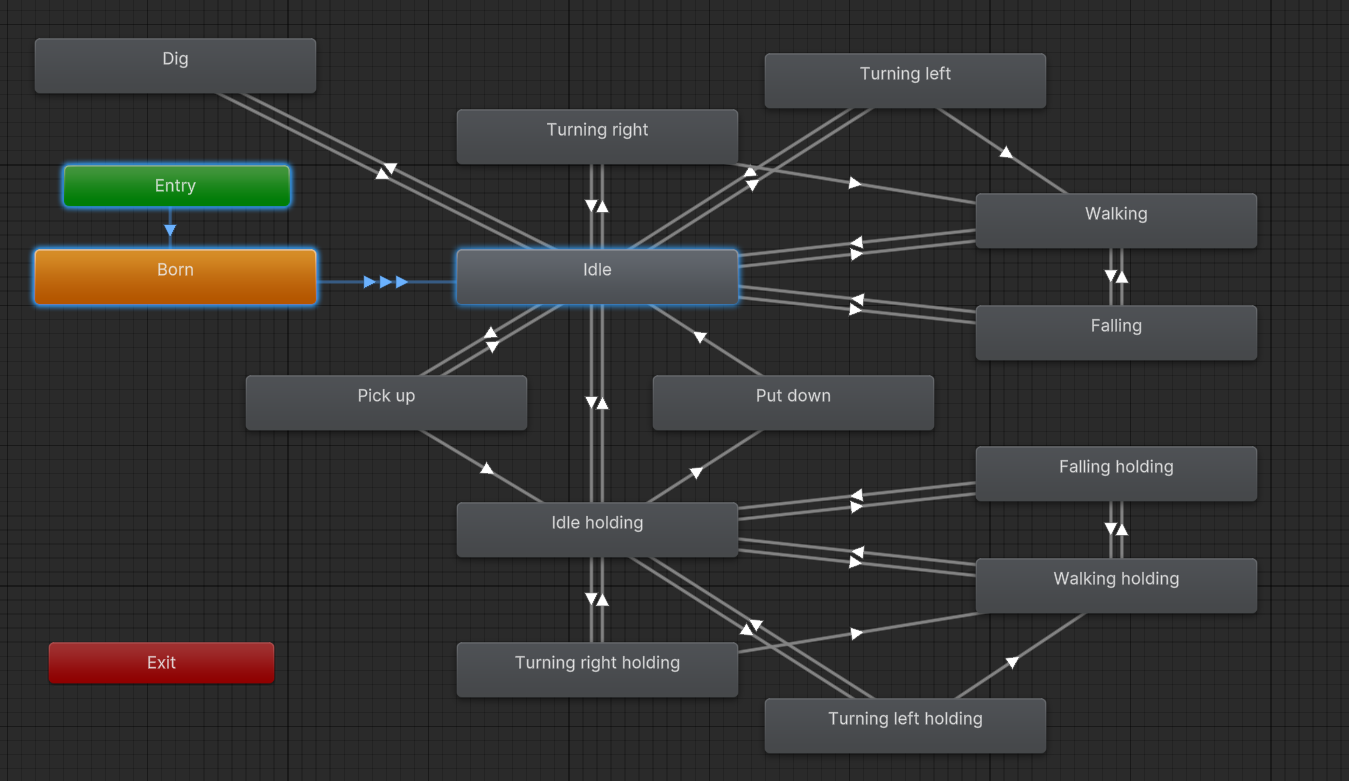 Dig
Turning left
Turning right
Entry
Walking
Born
Idle
Falling
Pick up
Put down
Falling holding
Idle holding
Walking holding
Exit
Turning right holding
Turning left holding